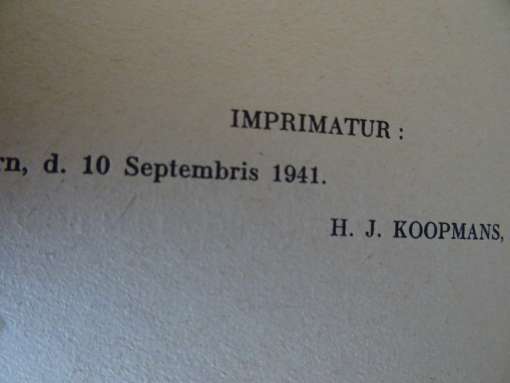 IMPRIMATUR :
rn, d. 10 Septembris 1941.
H. J. KOOPMANS,